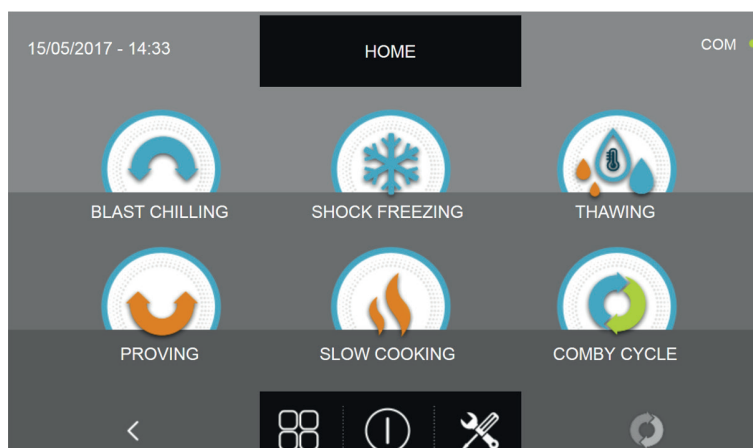 15/05/2017 - 14:33
HOME
COM
BLAST CHILLING
SHOCK FREEZING
THAWING
PROVING
SLOW COOKING
COMBY CYCLE